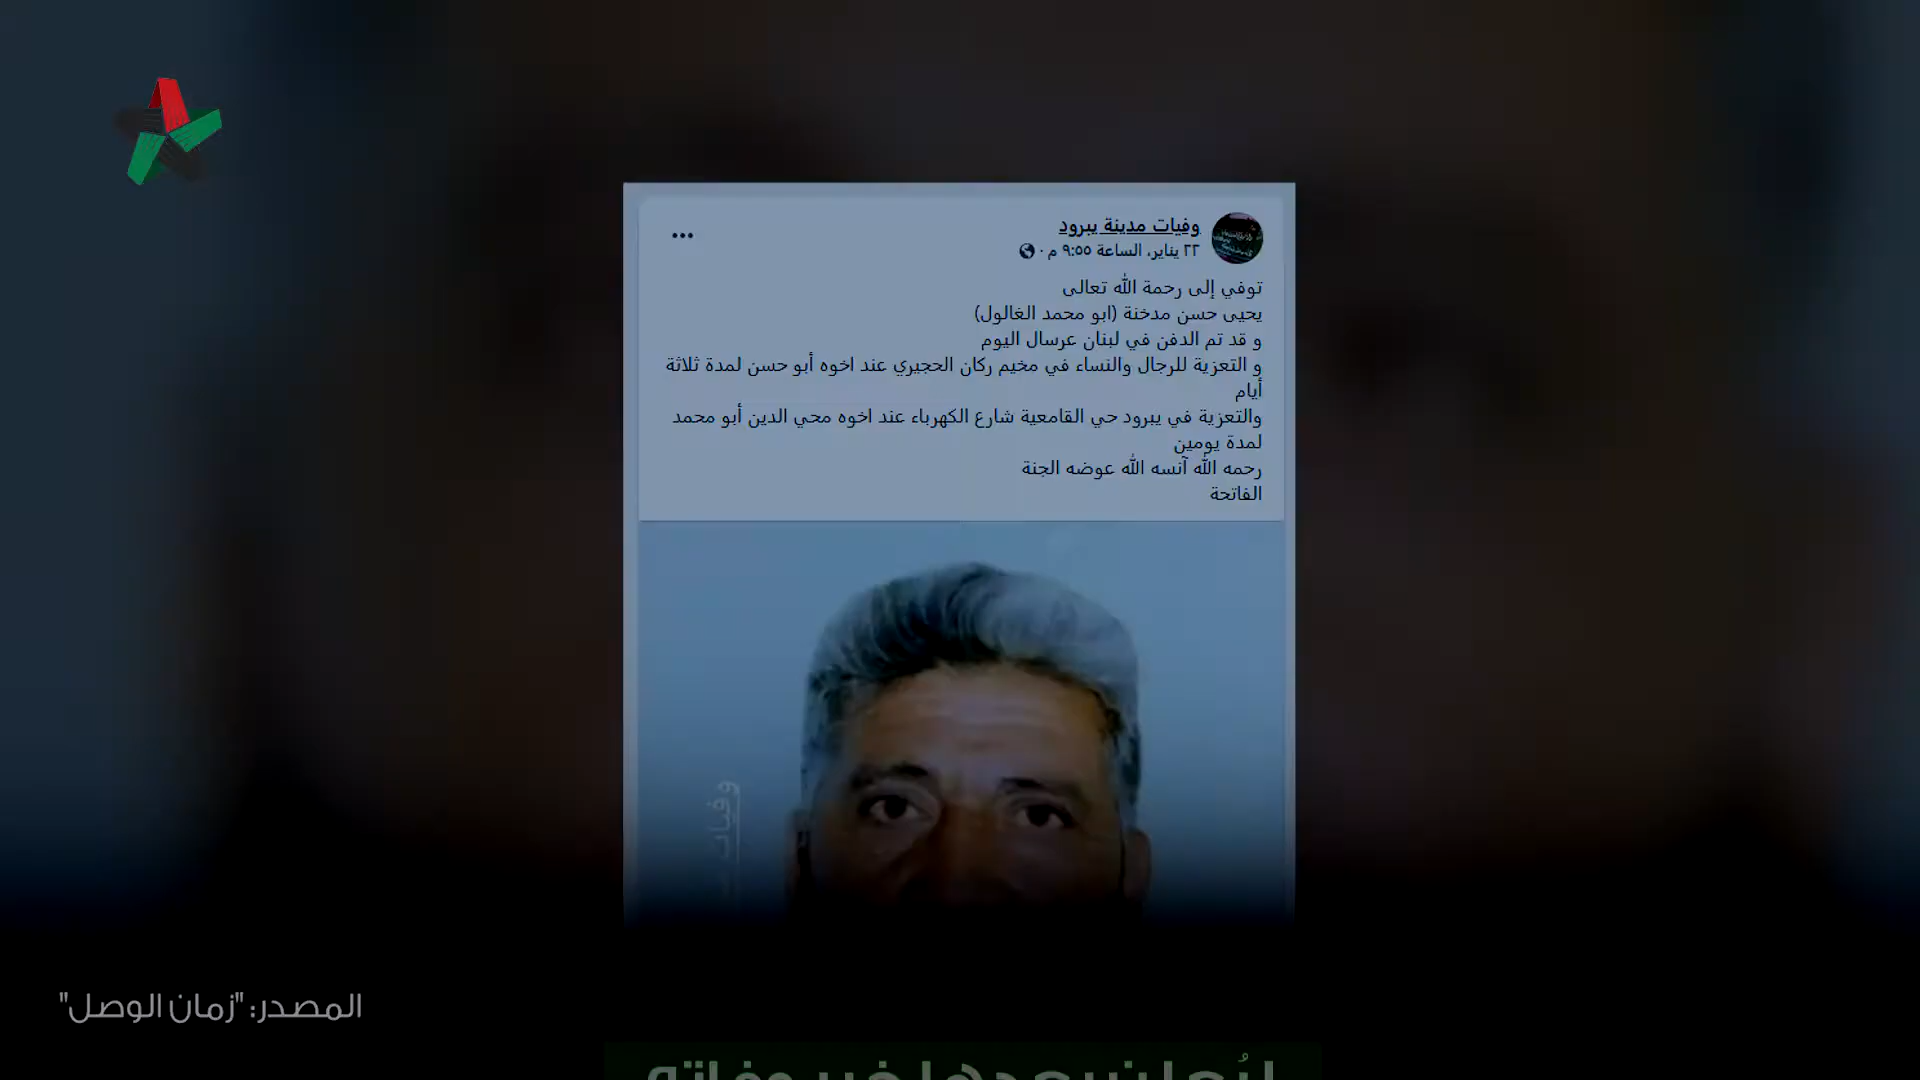 وفيات مدينة يبرود
٢٢ يناير، الساعة ٩:٥٥ م ·
توفي إلى رحمة الله تعالى
يحيى حسن مدخنة (ابو محمد الغالول)
و قد تم الدفن في لبنان عرسال اليوم
و التعزية للرجال والنساء في مخيم ركان الحجيري عند اخوه أبو حسن لمدة ثلاثة
أيام
والتعزية في يبرود حي القامعية شارع الكهرباء عند اخوه محي الدين أبو محمد
لمدة يومين
رحمه الله آنسه الله عوضه الجنة
الفاتحة
وفيات
المصدر: "زمان الوصل"